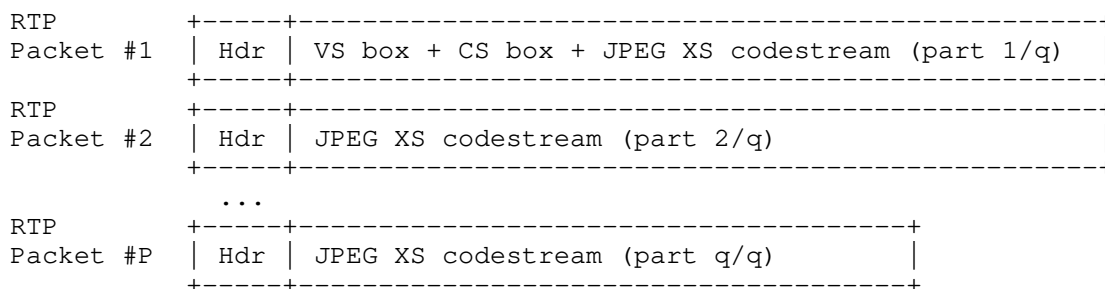 RTP +-----+--------------------------------------------------
Packet #1 | Hdr | VS box + CS box + JPEG XS codestream (part 1/q) |
+-----+--------------------------------------------------
RTP +-----+--------------------------------------------------
Packet #2 | Hdr | JPEG XS codestream (part 2/q) |
+-----+--------------------------------------------------
...
RTP +-----+--------------------------------------+
Packet #P | Hdr | JPEG XS codestream (part q/q) |
+-----+--------------------------------------+